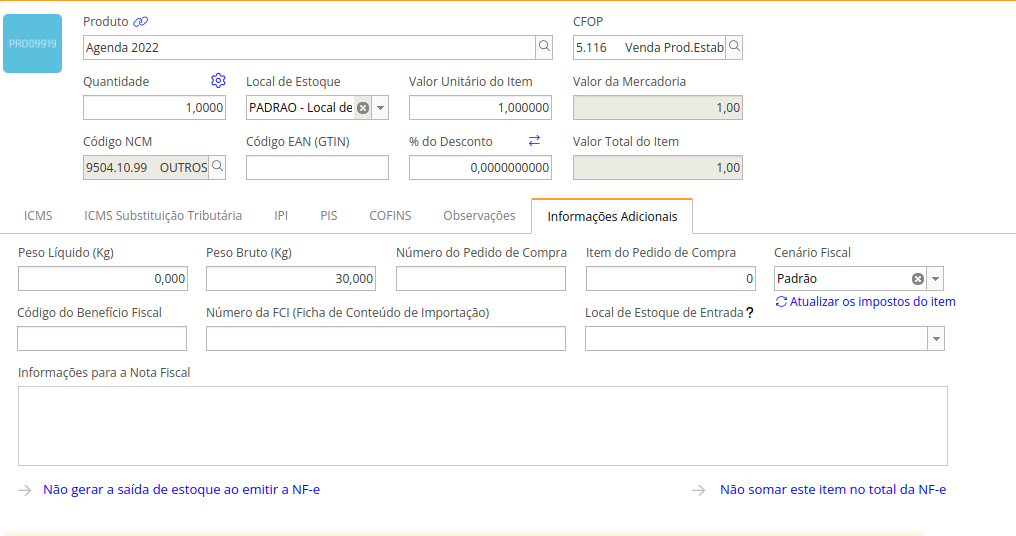 Produto CFOP
PRD09919
Agenda 2022 5.116 Venda Prod.Estab
Quantidade Local de Estoque Valor Unitário do Item Valor da Mercadoria
1,0000 PADRAO - Local de 1,000000 1,00
Código NCM Código EAN (GTIN) % do Desconto Valor Total do Item
9504.10.99 OUTROS 0,0000000000 1,00
ICMS ICMS Substituição Tributária IPI PIS COFINS Observações Informações Adicionais
Peso Líquido (Kg) Peso Bruto (Kg) Número do Pedido de Compra Item do Pedido de Compra Cenário Fiscal
0,000 30,000 0 Padrão
Atualizar os impostos do item
Código do Benefício Fiscal Número da FCI (Ficha de Conteúdo de Importação) Local de Estoque de Entrada ?
Informações para a Nota Fiscal
Não gerar a saída de estoque ao emitir a NF-e Não somar este item no total da NF-e